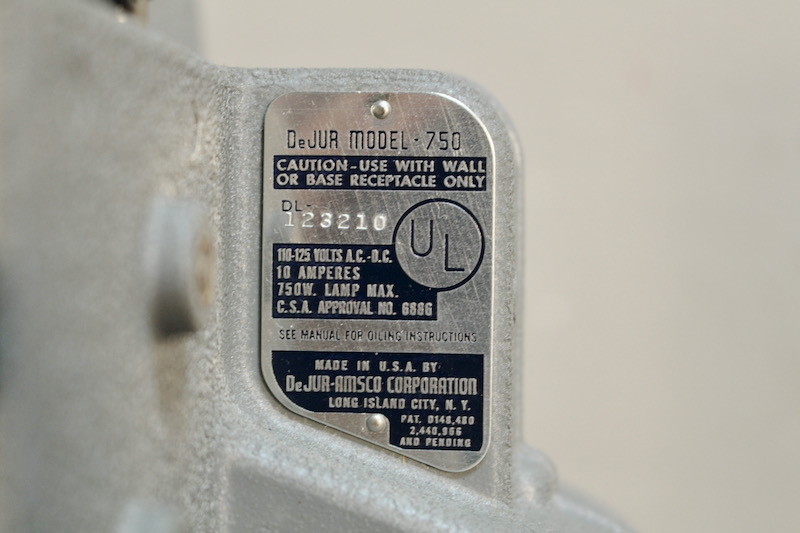 DeJUR MODEL-750
CAUTION-USE WITH WALL
OR BASE RECEPTACLE ONLY
DL-
123210
UL
110-125 VOLTS A.C.-D.C.
10 AMPERES
750W. LAMP MAX.
C.S.A. APPROVAL NO. 6886
SEE MANUAL FOR OILING INSTRUCTIONS
MADE IN U.S.A. BY
DeJUR-AMSCO CORPORATION
LONG ISLAND CITY, N.Y.
PAT. D148,480
2,440,966
AND PENDING